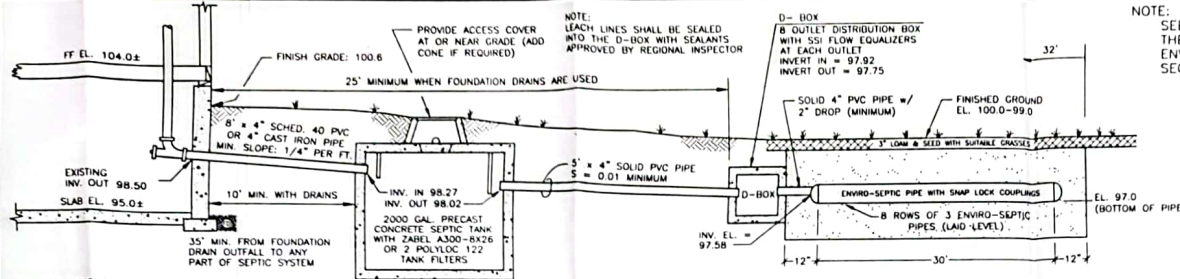 FF EL. 104.0±
FINISH GRADE: 100.6
PROVIDE ACCESS COVER
AT OR NEAR GRADE (ADD
CONE IF REQUIRED)
NOTE:
LEACH LINES SHALL BE SEALED
INTO THE D-BOX WITH SEALANTS
APPROVED BY REGIONAL INSPECTOR
D- BOX
8 OUTLET DISTRIBUTION BOX
WITH SSI FLOW EQUALIZERS
AT EACH OUTLET
INVERT IN = 97.92
INVERT OUT = 97.75
NOTE:
SEE
THE
ENV
SEC
32'
25' MINIMUM WHEN FOUNDATION DRAINS ARE USED
8' x 4" SCHED. 40 PVC
OR 4" CAST IRON PIPE
MIN. SLOPE: 1/4" PER FT.
SOLID 4" PVC PIPE w/
2" DROP (MINIMUM)
FINISHED GROUND
EL. 100.0-99.0
3" LOAM & SEED WITH SUITABLE GRASSES
EXISTING
INV. OUT 98.50
SLAB EL. 95.0±
10' MIN. WITH DRAINS
INV. IN 98.27
INV. OUT 98.02
5' x 4" SOLID PVC PIPE
S = 0.01 MINIMUM
D-BOX
ENVIRO-SEPTIC PIPE WITH SNAP LOCK COUPLINGS
EL. 97.0
(BOTTOM OF PIPE
2000 GAL. PRECAST
CONCRETE SEPTIC TANK
WITH ZABEL A300-8X26
OR 2 POLYLOC 122
TANK FILTERS
INV. EL. =
97.58
8 ROWS OF 3 ENVIRO-SEPTIC
PIPES (LAID LEVEL)
35' MIN. FROM FOUNDATION
DRAIN OUTFALL TO ANY
PART OF SEPTIC SYSTEM
12"
30'
12"